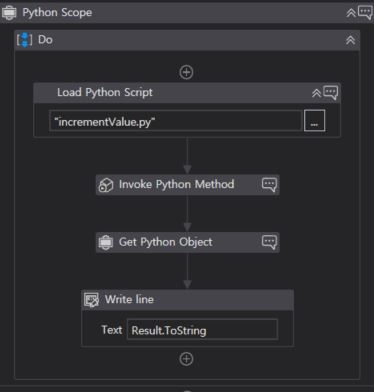 Python Scope
Do
Load Python Script
"incrementValue.py"
...
Invoke Python Method
Get Python Object
Write line
Text Result.ToString